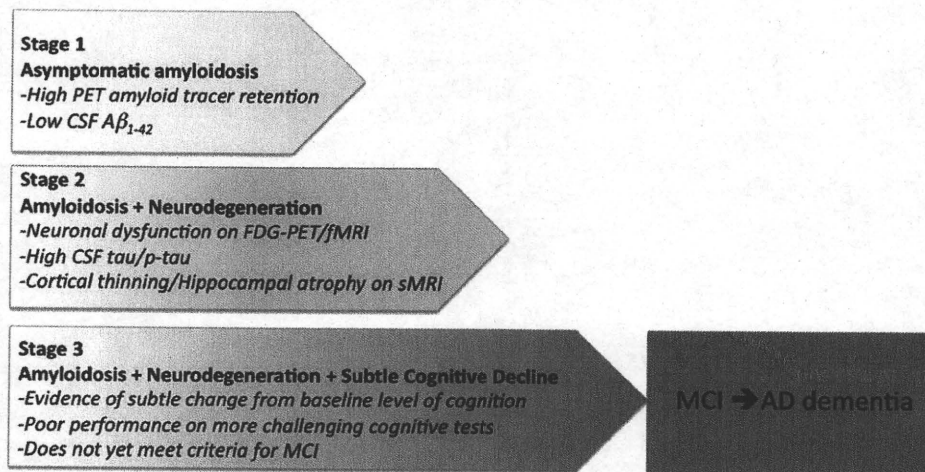 Stage 1
Asymptomatic amyloidosis
-High PET amyloid tracer retention
-Low CSF Aβ1-42
Stage 2
Amyloidosis + Neurodegeneration
-Neuronal dysfunction on FDG-PET/fMRI
-High CSF tau/p-tau
-Cortical thinning/Hippocampal atrophy on sMRI
Stage 3
Amyloidosis + Neurodegeneration + Subtle Cognitive Decline
-Evidence of subtle change from baseline level of cognition
-Poor performance on more challenging cognitive tests
-Does not yet meet criteria for MCI
MCI ➔ AD dementia